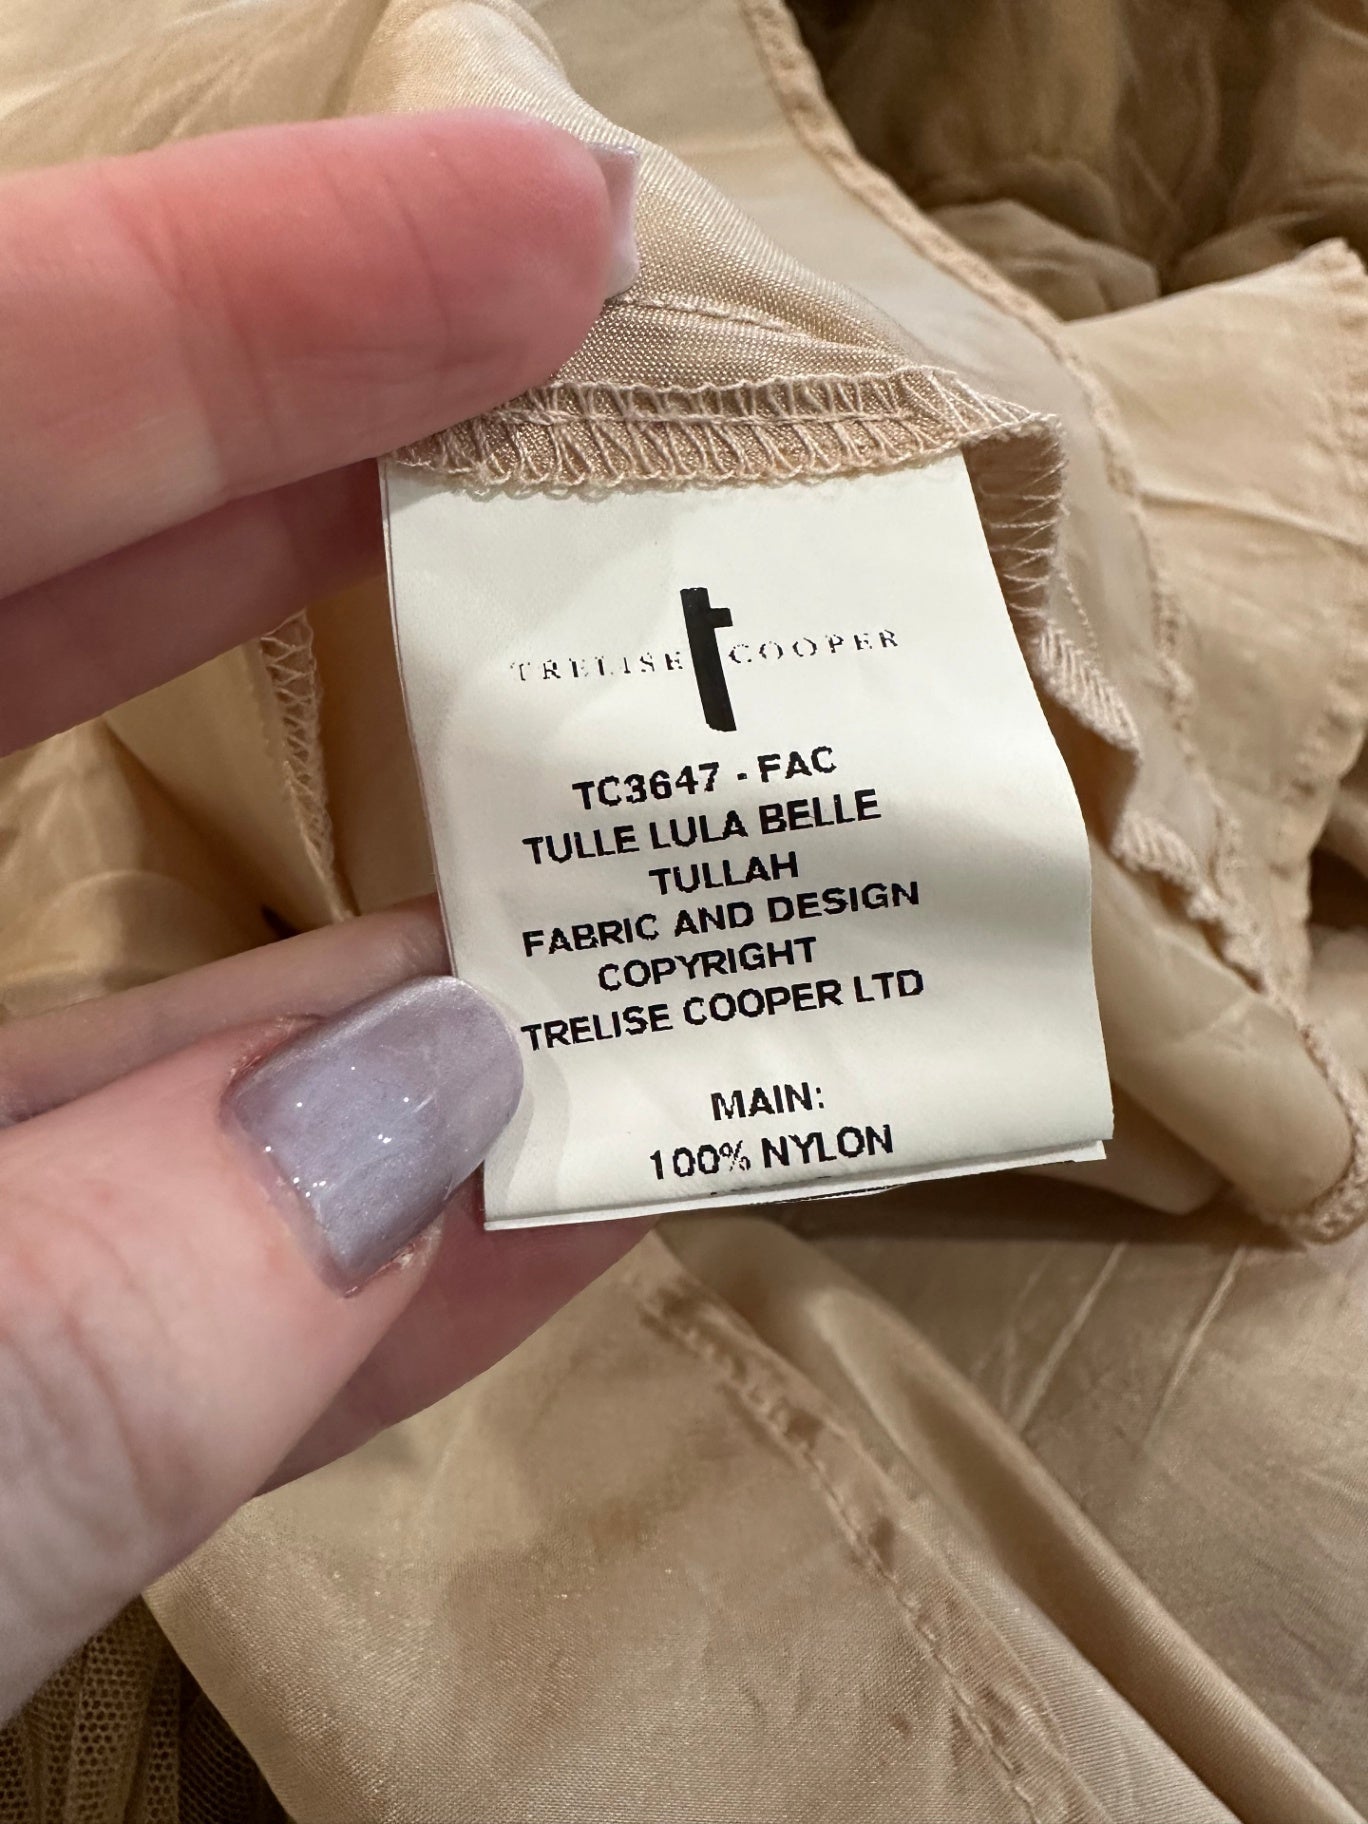 TRELISE COOPER
TC3647 - FAC
TULLE LULA BELLE
TULLAH
FABRIC AND DESIGN
COPYRIGHT
TRELISE COOPER LTD
MAIN:
100% NYLON